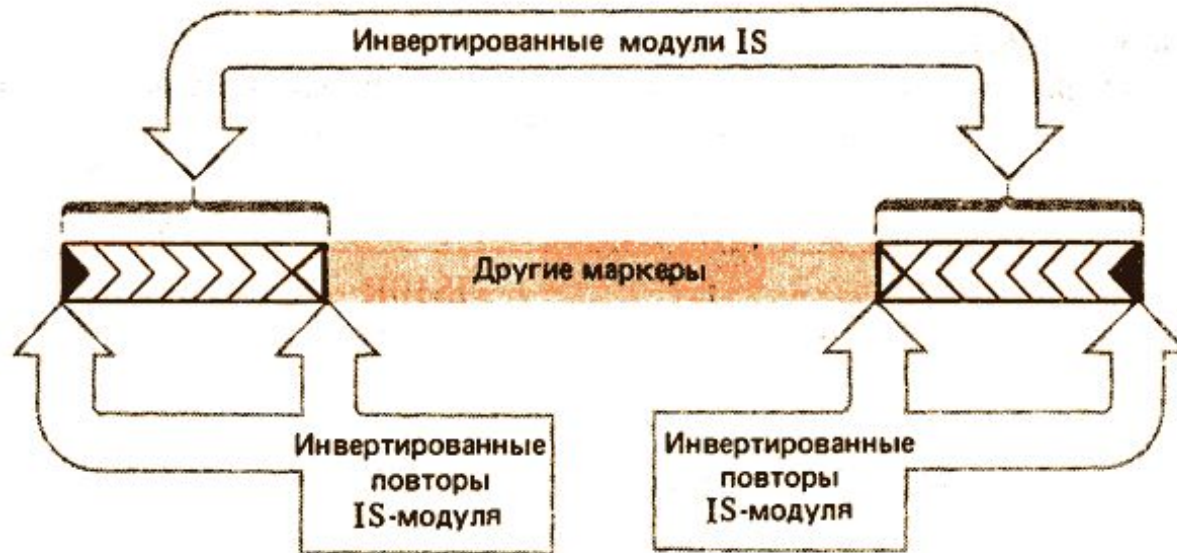 Инвертированные модули IS
Другие маркеры
Инвертированные
повторы
IS-модуля
Инвертированные
повторы
IS-модуля